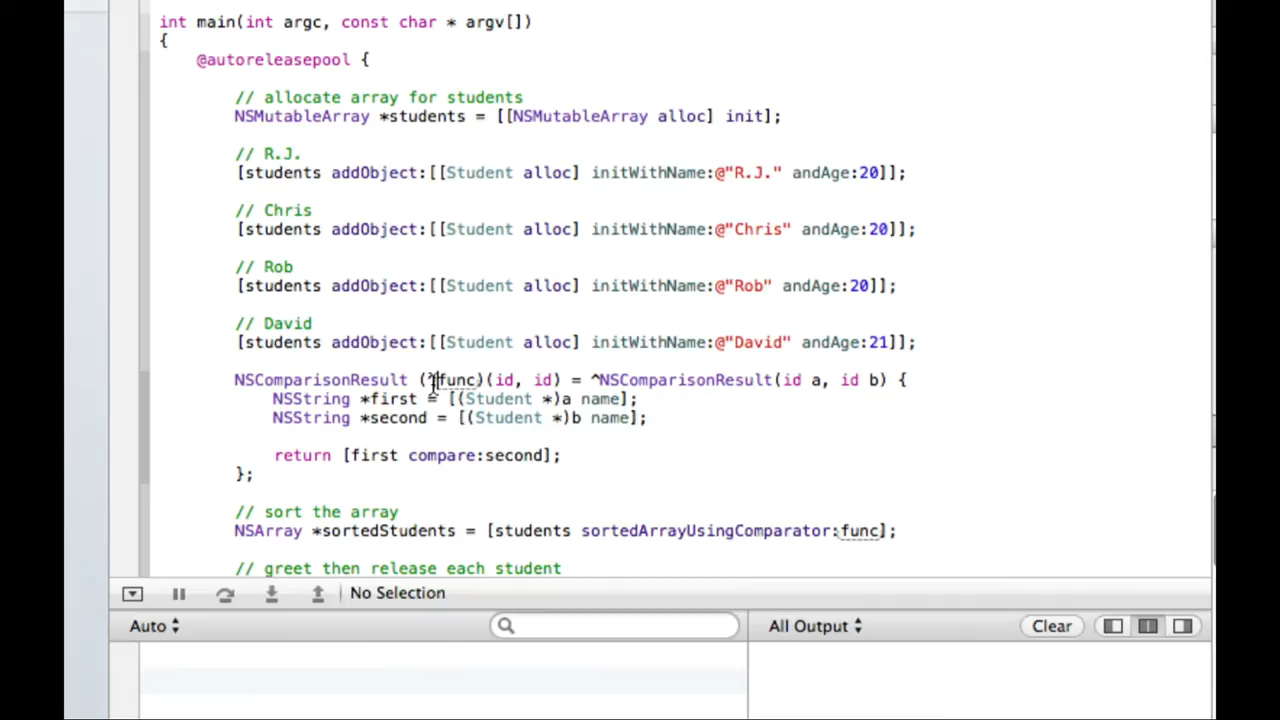 int main(int argc, const char * argv[])
{
@autoreleasepool {
// allocate array for students
NSMutableArray *students = [[NSMutableArray alloc] init];
// R.J.
[students addObject:[[Student alloc] initWithName:@"R.J." andAge:20]];
// Chris
[students addObject:[[Student alloc] initWithName:@"Chris" andAge:20]];
// Rob
[students addObject:[[Student alloc] initWithName:@"Rob" andAge:20]];
// David
[students addObject:[[Student alloc] initWithName:@"David" andAge:21]];
NSComparisonResult (^func)(id, id) = ^NSComparisonResult(id a, id b) {
NSString *first = [(Student *)a name];
NSString *second = [(Student *)b name];
return [first compare:second];
};
// sort the array
NSArray *sortedStudents = [students sortedArrayUsingComparator:func];
// greet then release each student
No Selection
Auto
All Output
Clear